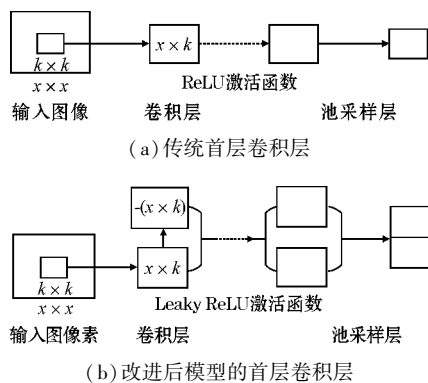 k × k
x × x
x × k
ReLU激活函数
输入图像
卷积层
池采样层
(a)传统首层卷积层
-(x × k)
k × k
x × x
x × k
Leaky ReLU激活函数
输入图像素
卷积层
池采样层
(b)改进后模型的首层卷积层